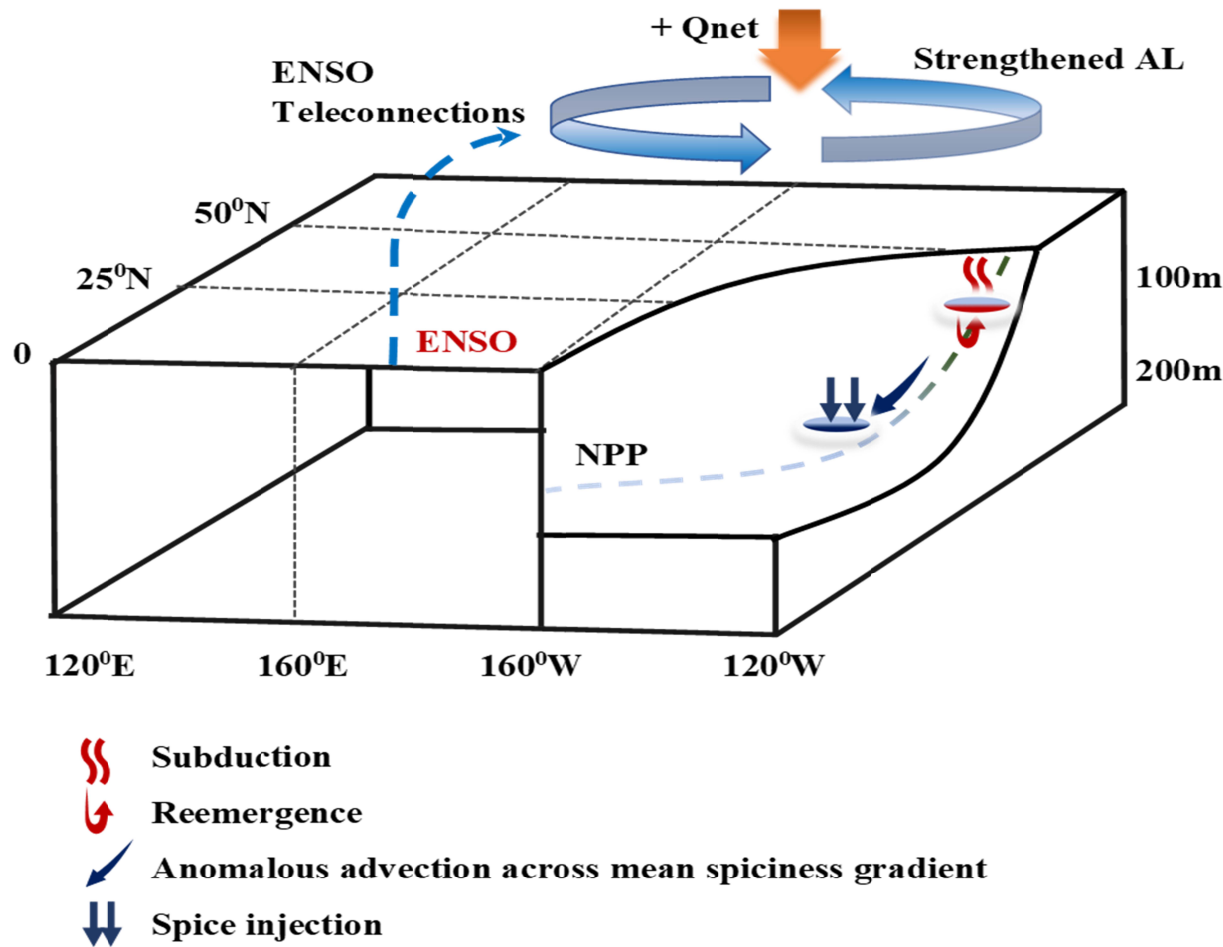 + Qnet
Strengthened AL
ENSO
Teleconnections
50⁰N
25⁰N
0
ENSO
100m
200m
NPP
120⁰E
160⁰E
160⁰W
120⁰W
Subduction
Reemergence
Anomalous advection across mean spiciness gradient
Spice injection